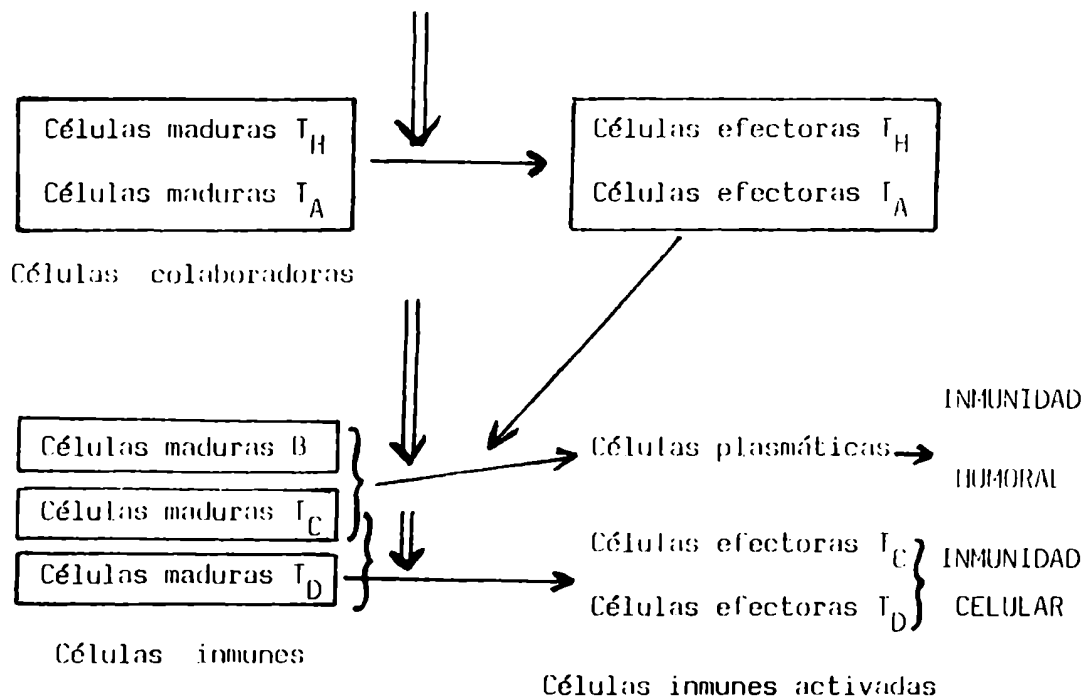 Células maduras T_H
Células maduras T_A
Células efectoras T_H
Células efectoras T_A
Células colaboradoras
Células maduras B
Células maduras T_C
Células maduras T_D
Células inmunes
Células plasmáticas
INMUNIDAD
HUMORAL
Células efectoras T_C
Células efectoras T_D
INMUNIDAD
CELULAR
Células inmunes activadas